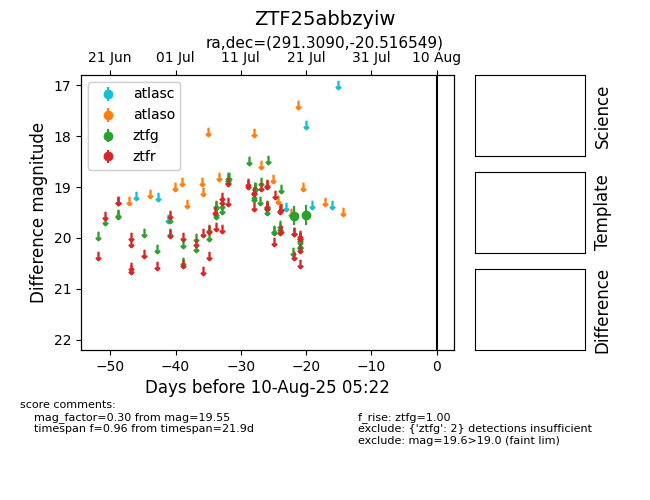 ZTF25abbzyiw
ra,dec=(291.3090,-20.516549)
21 Jun 01 Jul 11 Jul 21 Jul 31 Jul 10 Aug
atlasc
atlaso
ztfg
ztfr
17
18
19
20
21
22
Difference magnitude
−50 −40 −30 −20 −10 0
Days before 10-Aug-25 05:22
Science
Template
Difference
score comments:
mag_factor=0.30 from mag=19.55
timespan f=0.96 from timespan=21.9d
f_rise: ztfg=1.00
exclude: {'ztfg': 2} detections insufficient
exclude: mag=19.6>19.0 (faint lim)